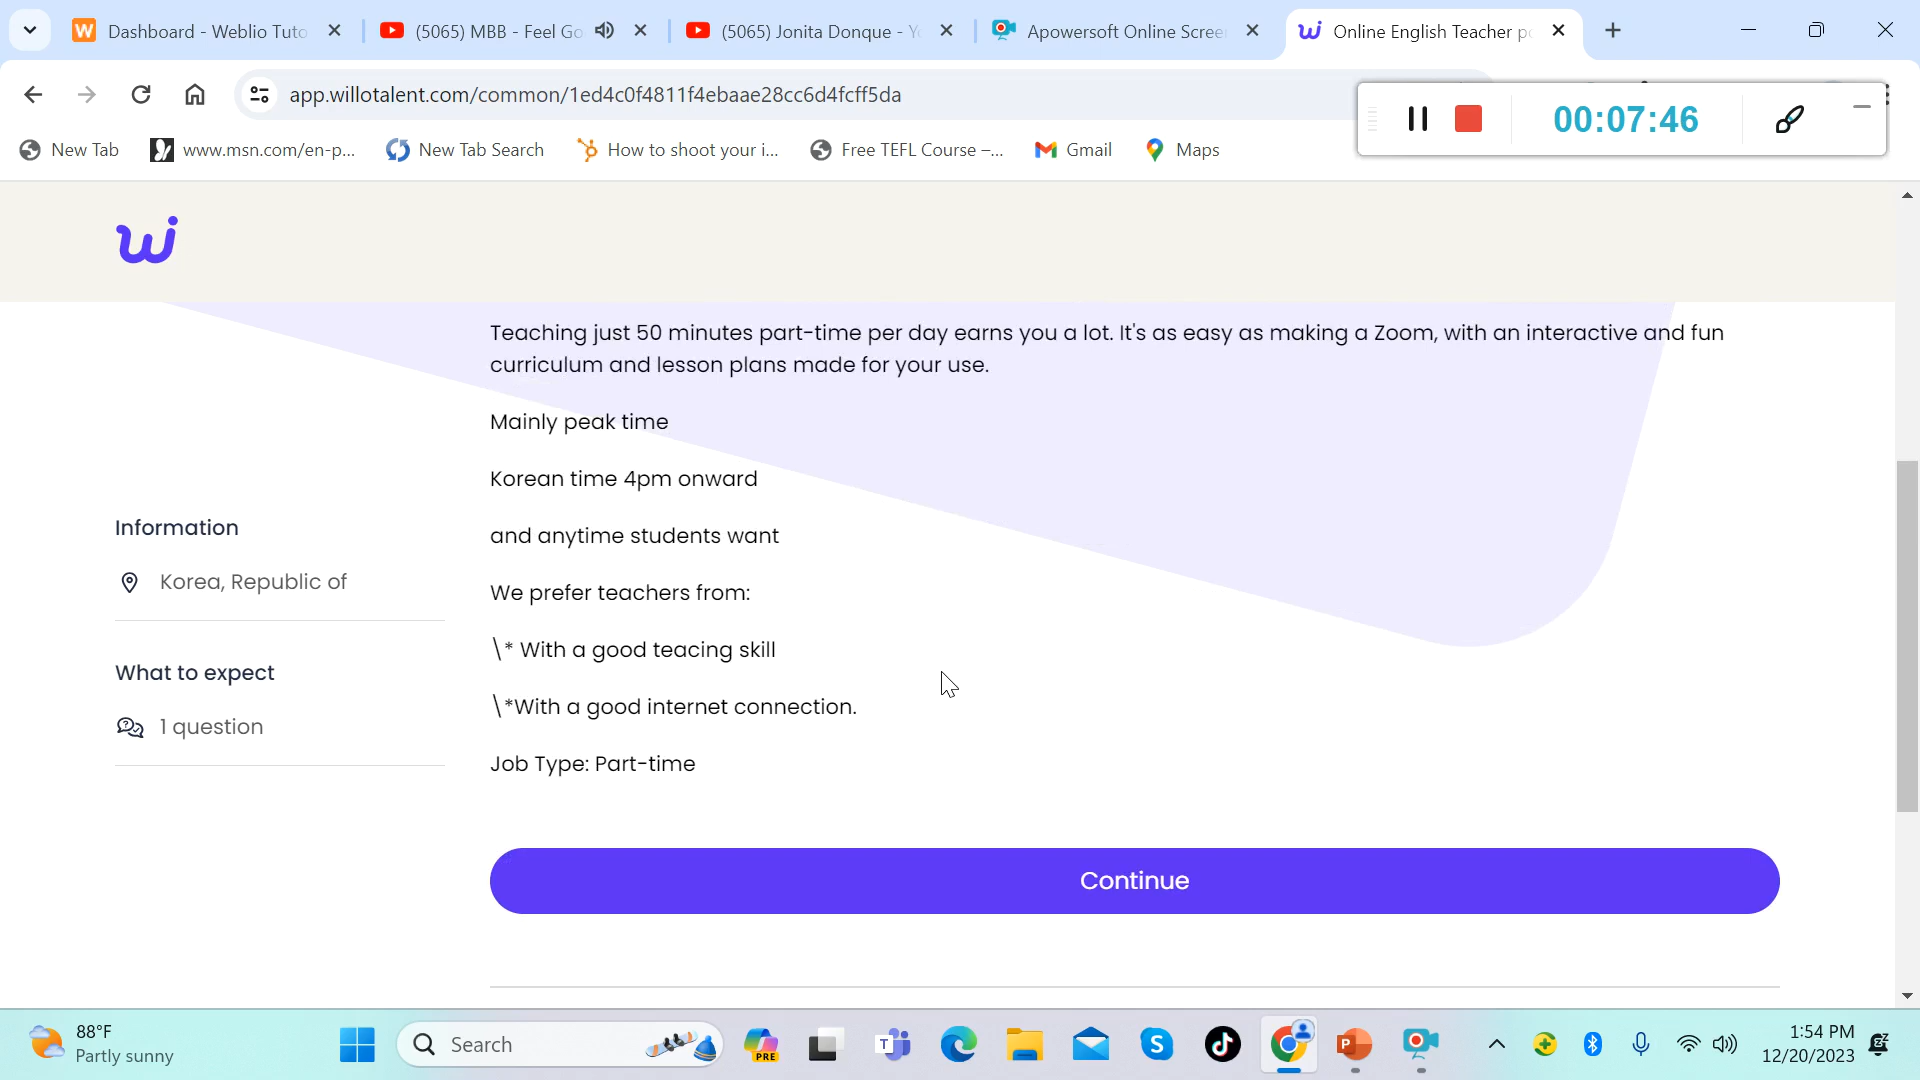 Dashboard - Weblio Tuto
(5065) MBB - Feel Go
(5065) Jonita Donque - Yo
Apowersoft Online Scree
Online English Teacher po
app.willotalent.com/common/1ed4c0f4811f4ebaae28cc6d4fcff5da
00:07:46
New Tab
www.msn.com/en-p...
New Tab Search
How to shoot your i...
Free TEFL Course –...
Gmail
Maps
wi
Teaching just 50 minutes part-time per day earns you a lot. It's as easy as making a Zoom, with an interactive and fun
curriculum and lesson plans made for your use.
Mainly peak time
Korean time 4pm onward
and anytime students want
We prefer teachers from:
\* With a good teacing skill
\*With a good internet connection.
Job Type: Part-time
Information
Korea, Republic of
What to expect
1 question
Continue
88°F
Partly sunny
Search
PRE
1:54 PM
12/20/2023